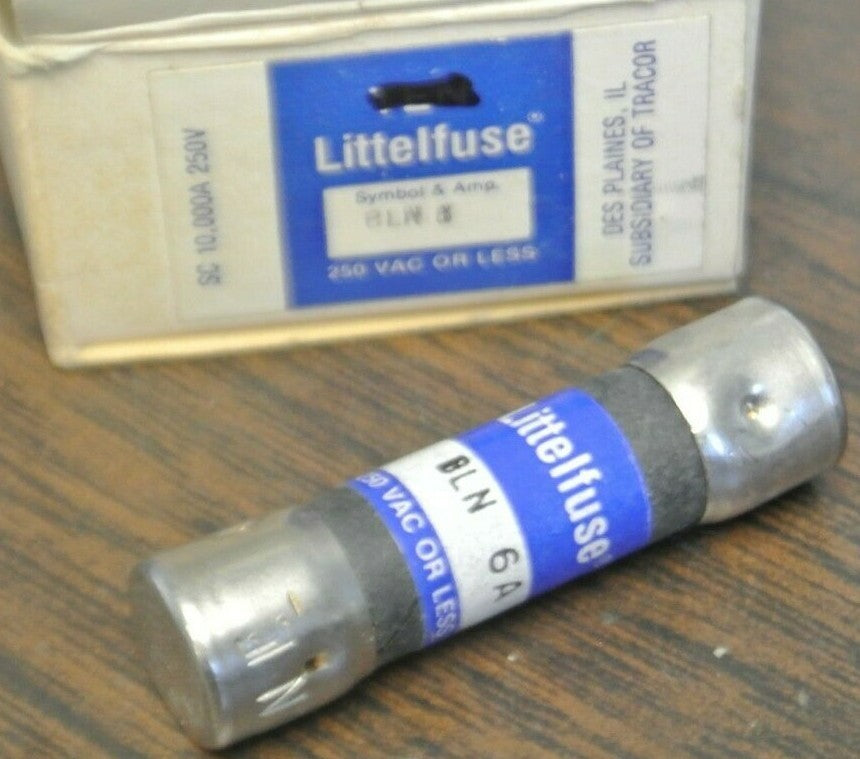 SC 10,000A 250V
Littelfuse®
Symbol & Amp.
BLN
250 VAC OR LESS
DES PLAINES, IL
SUBSIDIARY OF TRACOR
Littelfuse
BLN 6A
250 VAC OR LESS